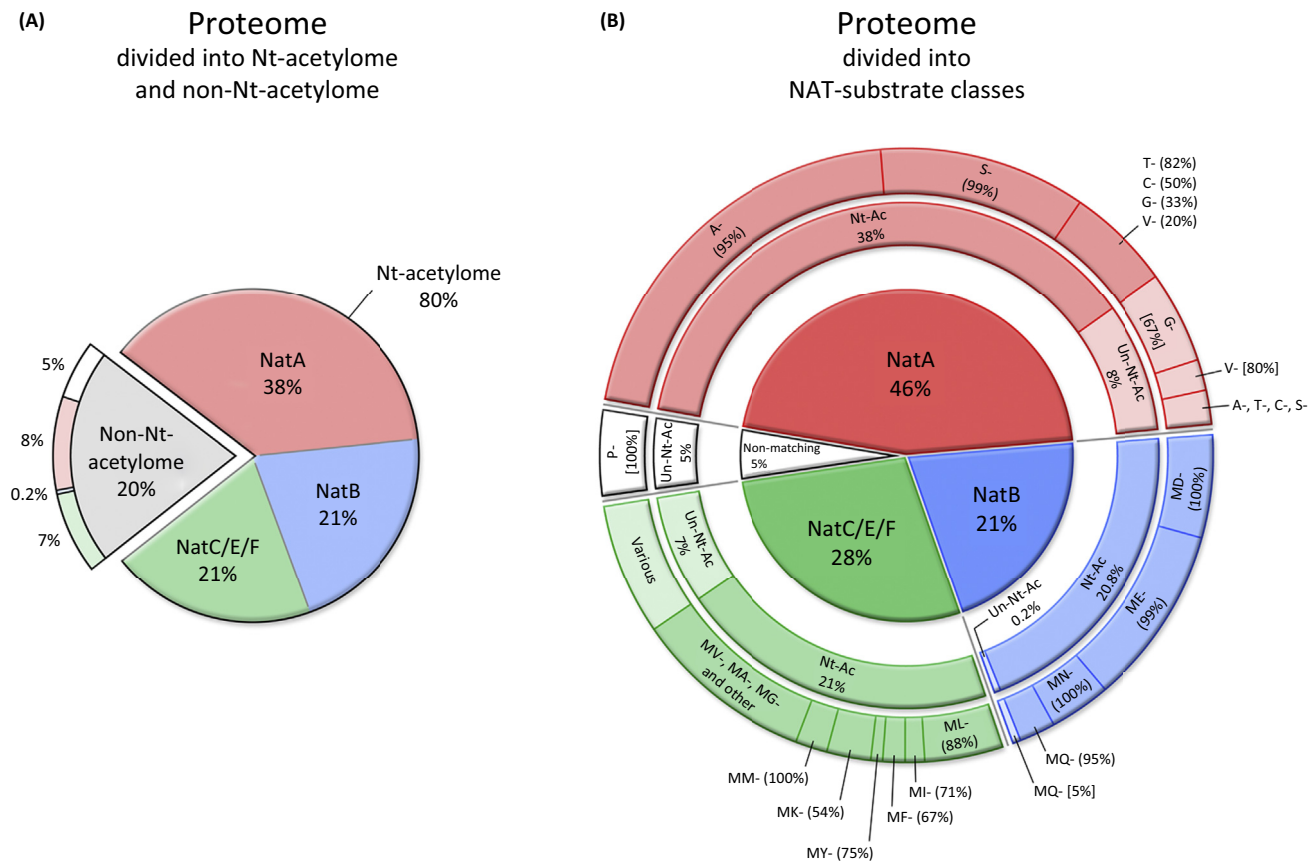 (A)
Proteome
divided into Nt-acetylome
and non-Nt-acetylome
Nt-acetylome
80%
NatA
38%
NatB
21%
NatC/E/F
21%
Non-Nt-
acetylome
20%
5%
8%
0.2%
7%
(B)
Proteome
divided into
NAT-substrate classes
T- (82%)
C- (50%)
G- (33%)
V- (20%)
S-
(99%)
A-
(95%)
Nt-Ac
38%
G-
[67%]
Un-Nt-Ac
8%
V- [80%]
A-, T-, C-, S-
NatA
46%
P-
[100%]
Un-Nt-Ac
5%
Non-matching
5%
NatB
21%
NatC/E/F
28%
MD-
(100%)
Nt-Ac
20.8%
ME-
(99%)
Un-Nt-Ac
0.2%
MN-
(100%)
MQ- (95%)
MQ- [5%]
Un-Nt-Ac
7%
Various
Nt-Ac
21%
MV-, MA-, MG-
and other
ML-
(88%)
MM- (100%)
MI- (71%)
MK- (54%)
MF- (67%)
MY- (75%)